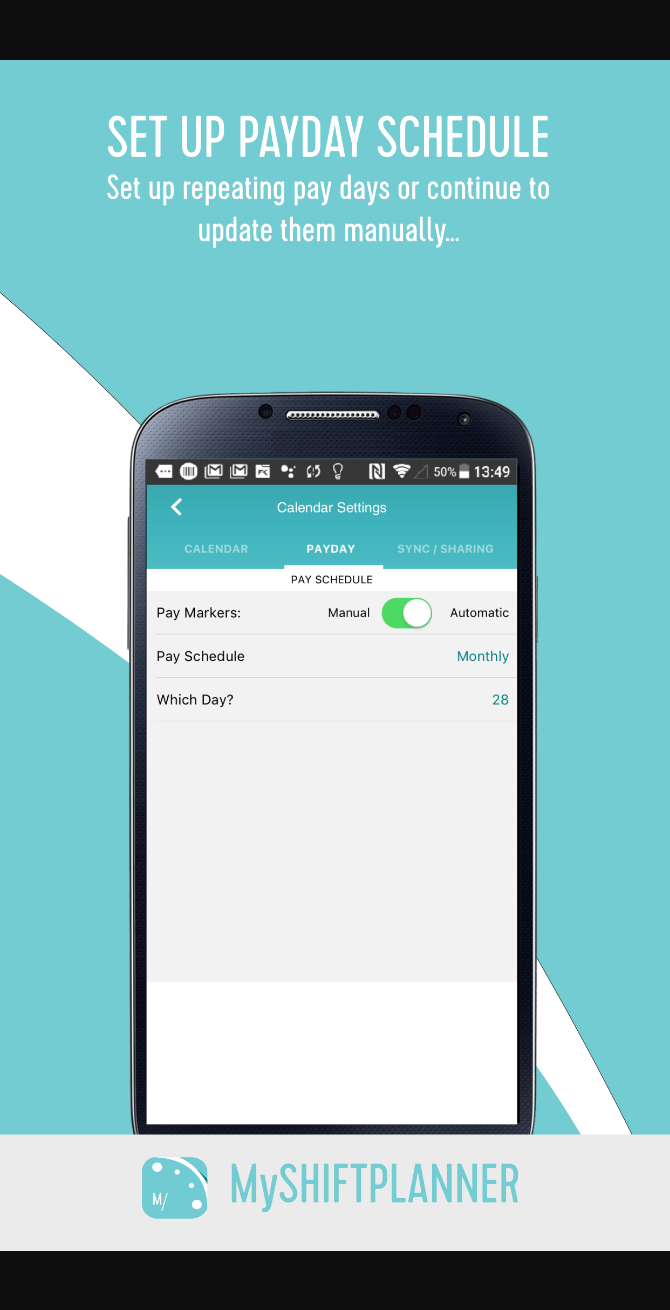 SET UP PAYDAY SCHEDULE
Set up repeating pay days or continue to
update them manually...
50% 13:49
Calendar Settings
CALENDAR PAYDAY SYNC / SHARING
PAY SCHEDULE
Pay Markers: Manual Automatic
Pay Schedule Monthly
Which Day? 28
M/ MySHIFTPLANNER